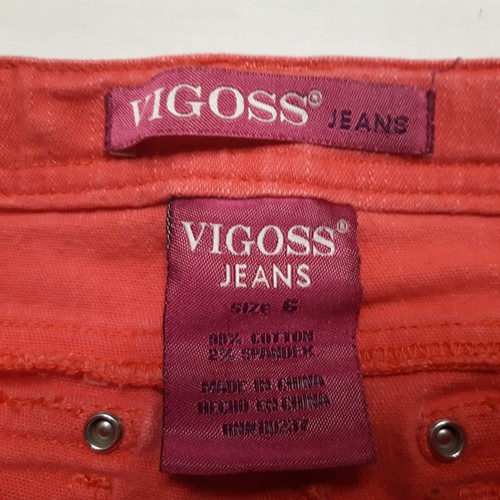 VIGOSS® JEANS
VIGOSS®
JEANS
SIZE 6
98% COTTON
2% SPANDEX
MADE IN CHINA
HECHO EN CHINA